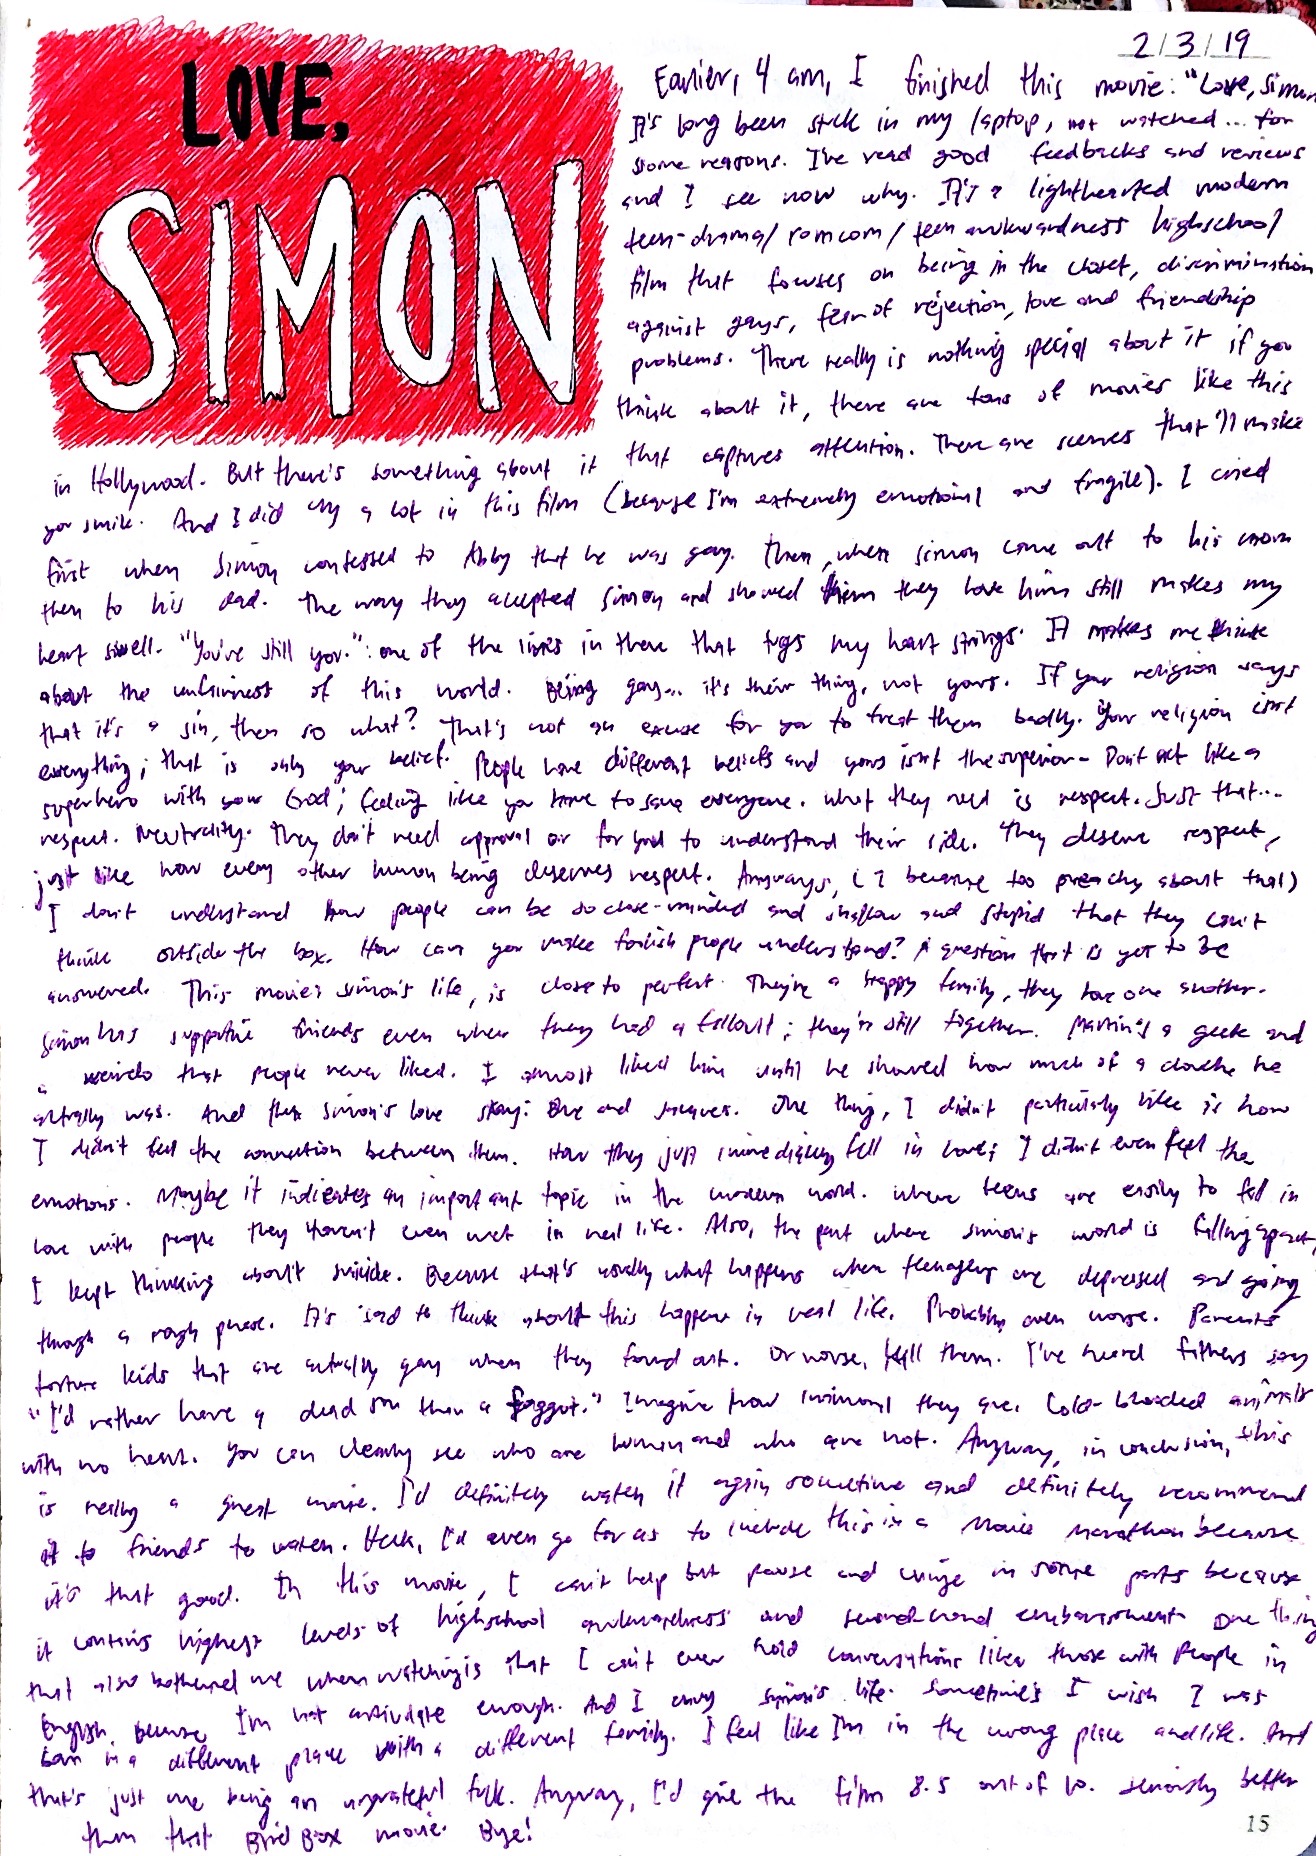 LOVE,
SIMON
2/3/19
Earlier, 4 am, I finished this movie: "Love, Simon
It's long been stuck in my laptop, not watched... for
some reasons. I've read good feedbacks and reviews
and I see now why. It's a lighthearted modern
teen-drama/romcom/teen awkwardness highschool
film that focuses on being in the closet, discrimination
against gays, fear of rejection, love and friendship
problems. There really is nothing special about it if you
think about it, there are tons of movies like this
in Hollywood. But there's something about it that captures attention. There are scenes that'll make
you smile. And I did cry a lot in this film (because I'm extremely emotional and fragile). I cried
first when Simon confessed to Abby that he was gay. Then, when Simon came out to his mom
then to his dad. The way they accepted Simon and showed him they love him still makes my
heart swell. "You've still you.": one of the lines in there that tugs my heart strings. It makes me think
about the unfairness of this world. Being gay... it's their thing, not yours. If your religion says
that it's a sin, then so what? That's not an excuse for you to treat them badly. Your religion isn't
everything; that is only your belief. People have different beliefs and yours isn't the superior- Don't act like a
superhero with your God; feeling like you have to save everyone. What they need is respect. Just that...
respect. Neutrality. They don't need approval or for you to understand their side. They deserve respect,
just like how every other human being deserves respect. Anyways, (I became too preachy about that)
I don't understand how people can be so close-minded and shallow and stupid that they can't
think outside the box. How can you make foolish people understand? A question that is yet to be
answered. This movie: Simon's life, is close to perfect. They're a happy family, they love one another.
Simon has supportive friends even when they had a fallout; they're still together. Martin's a geek and
a weirdo that people never liked. I almost liked him until he showed how much of a douche he
actually was. And then Simon's love story: Blue and Jacques. One thing, I didn't particularly like is how
I didn't feel the connection between them. How they just immediately fell in love; I didn't even feel the
emotions. Maybe it indicates an important topic in the modern world. Where teens are easily to fall in
love with people they haven't even met in real life. Also, the part where Simon's world is falling apart,
I kept thinking about suicide. Because that's usually what happens when teenagers are depressed and going
through a rough phase. It's sad to think about this happens in real life. Probably even worse. Parents
torture kids that are actually gay when they found out. Or worse, kill them. I've heard fathers say
"I'd rather have a dead son than a faggot." Imagine how inhuman they are. Cold-blooded animals
with no heart. You can clearly see who are human and who are not. Anyway, in conclusion, this
is really a great movie. I'd definitely watch it again sometime and definitely recommend
it to friends to watch. Heck, I'd even go far as to include this in a movie marathon because
it's that good. In this movie, I can't help but pause and cringe in some parts because
it contains highest levels of highschool awkwardness and second-hand embarrassment. One thing
that also bothered me when watching is that I can't ever hold conversations like those with people in
English because I'm not articulate enough. And I envy Simon's life. Sometimes I wish I was
born in a different place with a different family. I feel like I'm in the wrong place and life. And
that's just me being an ungrateful fuck. Anyway, I'd give the film 8.5 out of 10. Seriously better
than that Bird Box movie. Bye!
15